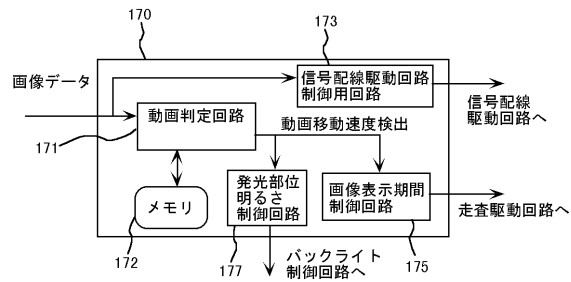 170
173
画像データ
信号配線駆動回路
制御用回路
信号配線
駆動回路へ
動画判定回路
171
動画移動速度検出
発光部位
明るさ
制御回路
画像表示期間
制御回路
メモリ
走査駆動回路へ
172
177
バックライト
制御回路へ
175